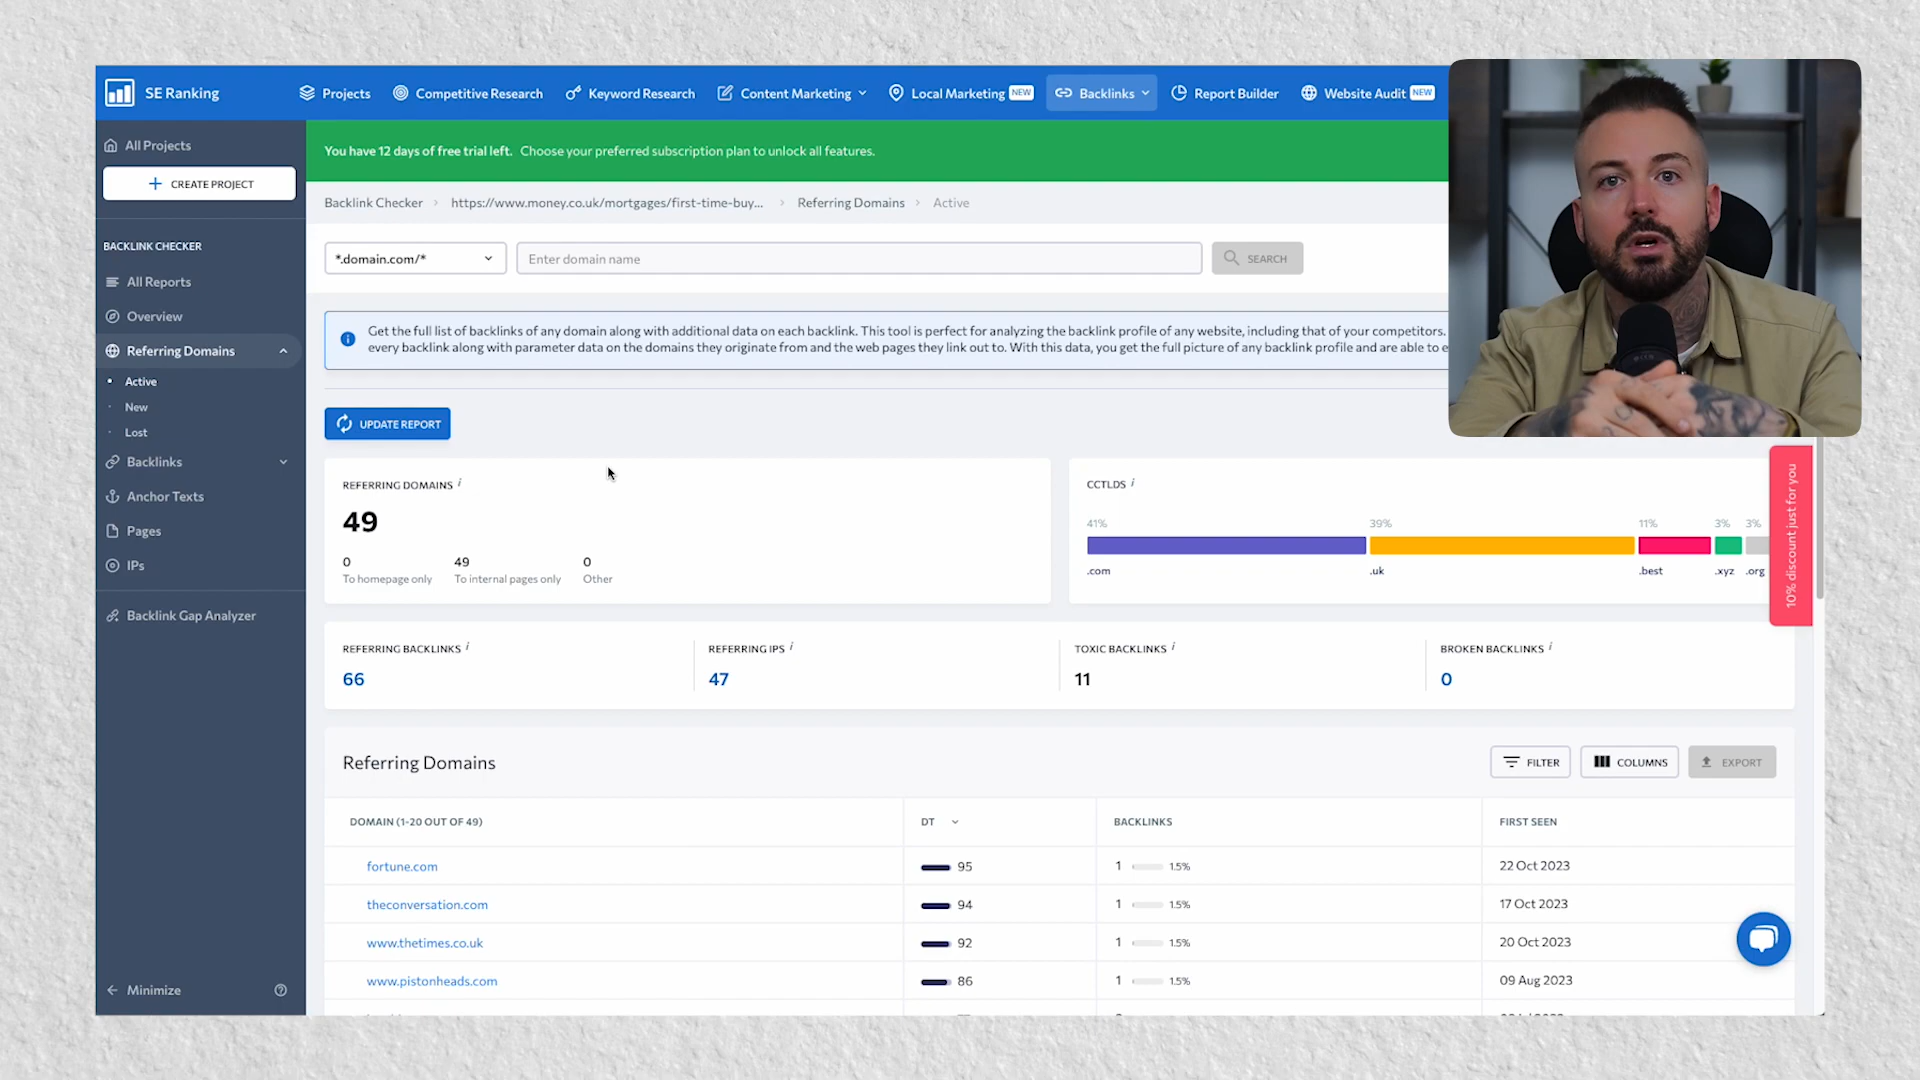 SE Ranking
Projects
Competitive Research
Keyword Research
Content Marketing
Local Marketing NEW
Backlinks
Report Builder
Website Audit NEW
All Projects
CREATE PROJECT
BACKLINK CHECKER
All Reports
Overview
Referring Domains
Active
New
Lost
Backlinks
Anchor Texts
Pages
IPs
Backlink Gap Analyzer
Minimize
You have 12 days of free trial left. Choose your preferred subscription plan to unlock all features.
Backlink Checker > https://www.money.co.uk/mortgages/first-time-buy... > Referring Domains > Active
*.domain.com/*
Enter domain name
SEARCH
Get the full list of backlinks of any domain along with additional data on each backlink. This tool is perfect for analyzing the backlink profile of any website, including that of your competitors.
every backlink along with parameter data on the domains they originate from and the web pages they link out to. With this data, you get the full picture of any backlink profile and are able to e
UPDATE REPORT
REFERRING DOMAINS i
49
0 49 0
To homepage only To internal pages only Other
CCTLDS i
41% 39% 11% 3% 3%
.com .uk .best .xyz .org
10% discount just for you
REFERRING BACKLINKS i
66
REFERRING IPS i
47
TOXIC BACKLINKS i
11
BROKEN BACKLINKS i
0
Referring Domains
FILTER
COLUMNS
EXPORT
DOMAIN (1-20 OUT OF 49) DT BACKLINKS FIRST SEEN
fortune.com 95 1 1.5% 22 Oct 2023
theconversation.com 94 1 1.5% 17 Oct 2023
www.thetimes.co.uk 92 1 1.5% 20 Oct 2023
www.pistonheads.com 86 1 1.5% 09 Aug 2023